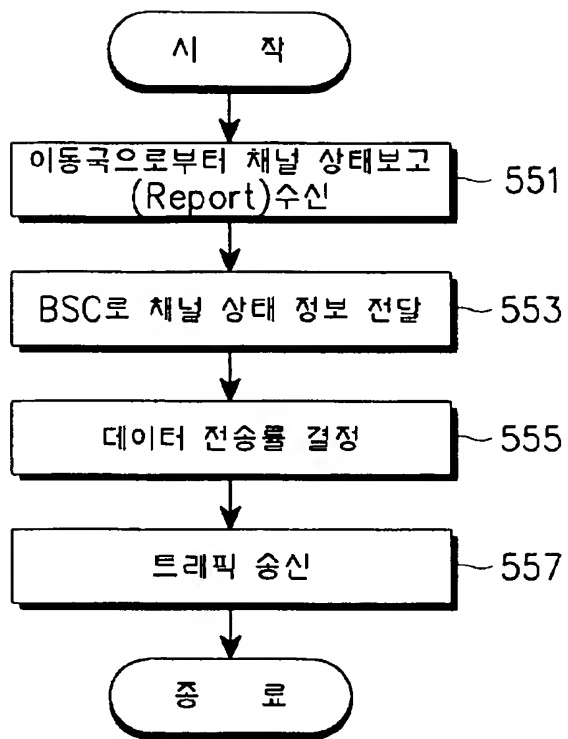 시 작
이동국으로부터 채널 상태보고
(Report)수신
551
BSC로 채널 상태 정보 전달
553
데이터 전송률 결정
555
트래픽 송신
557
종 료